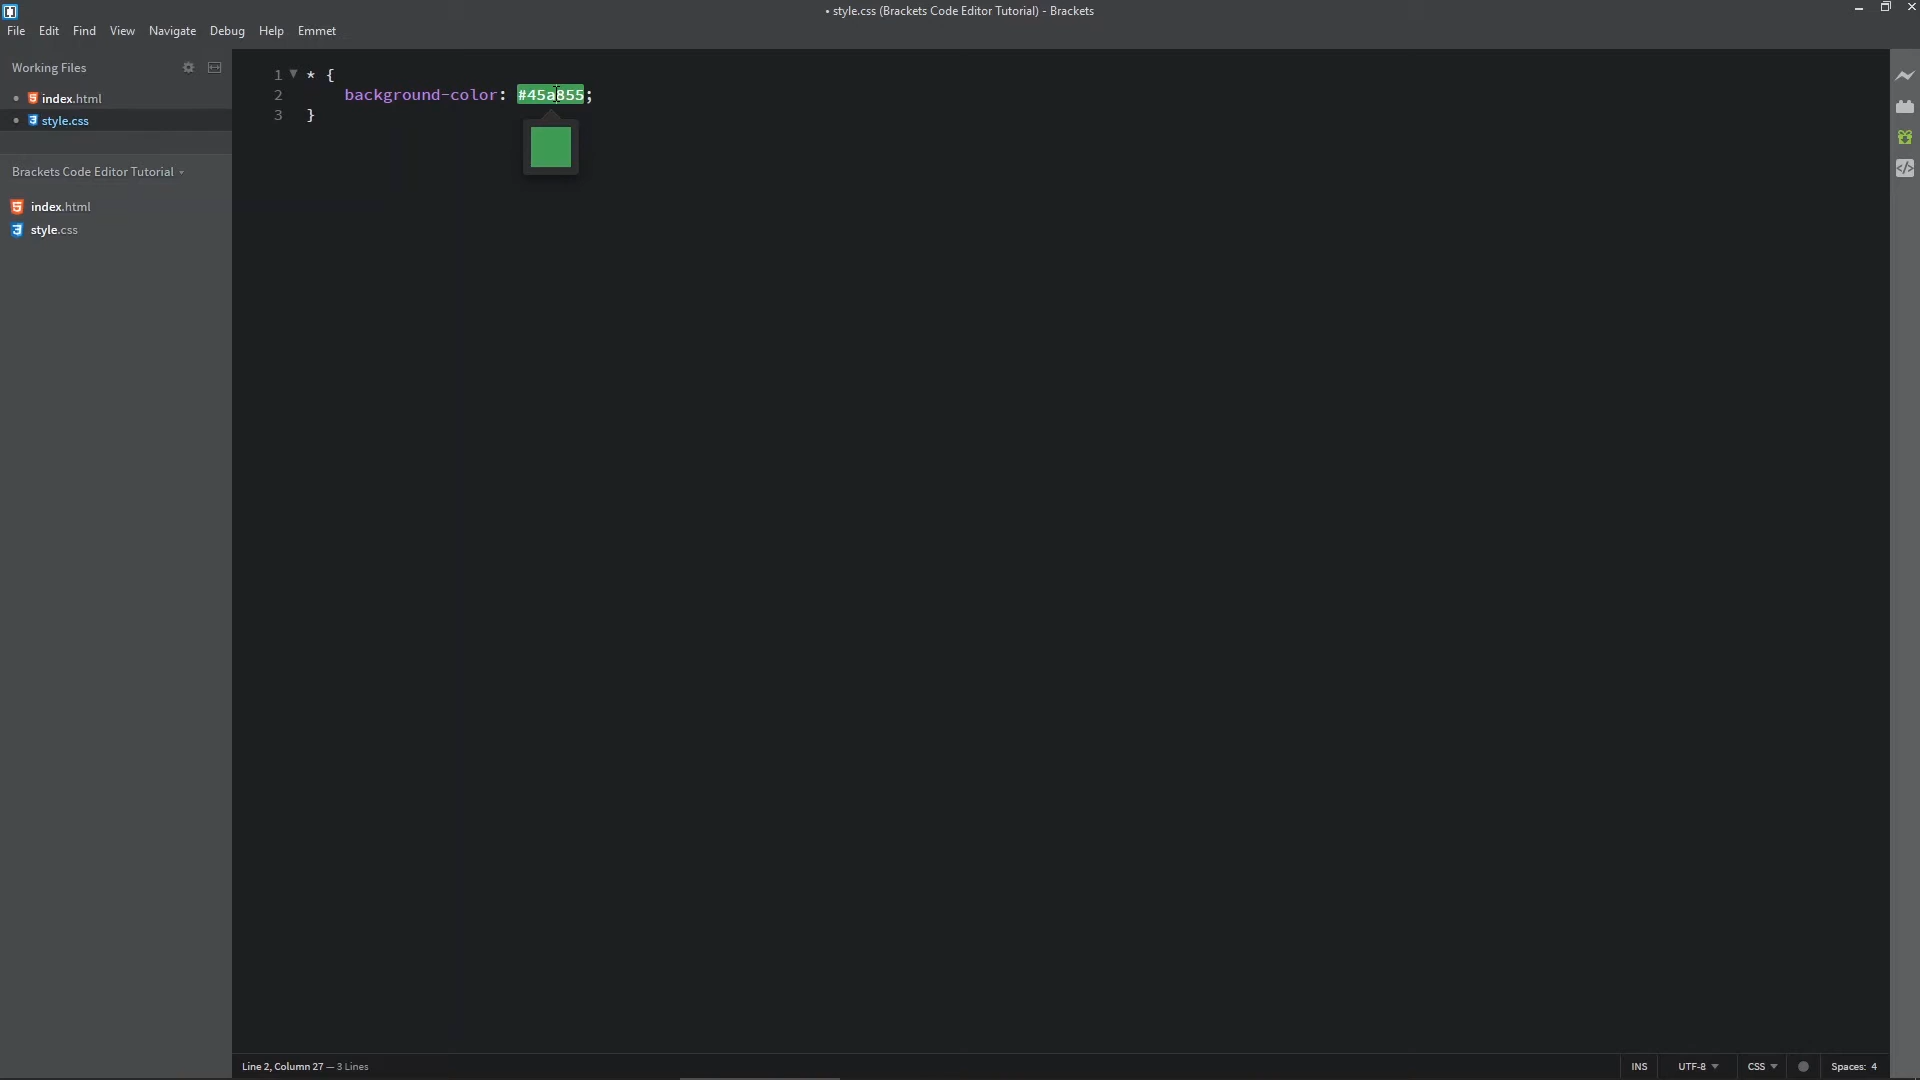 • style.css (Brackets Code Editor Tutorial) - Brackets
File Edit Find View Navigate Debug Help Emmet
Working Files
• index.html
• style.css
Brackets Code Editor Tutorial
index.html
style.css
1 * {
2 background-color: #45a855;
3 }
Line 2, Column 27 — 3 Lines
INS UTF-8 CSS Spaces: 4